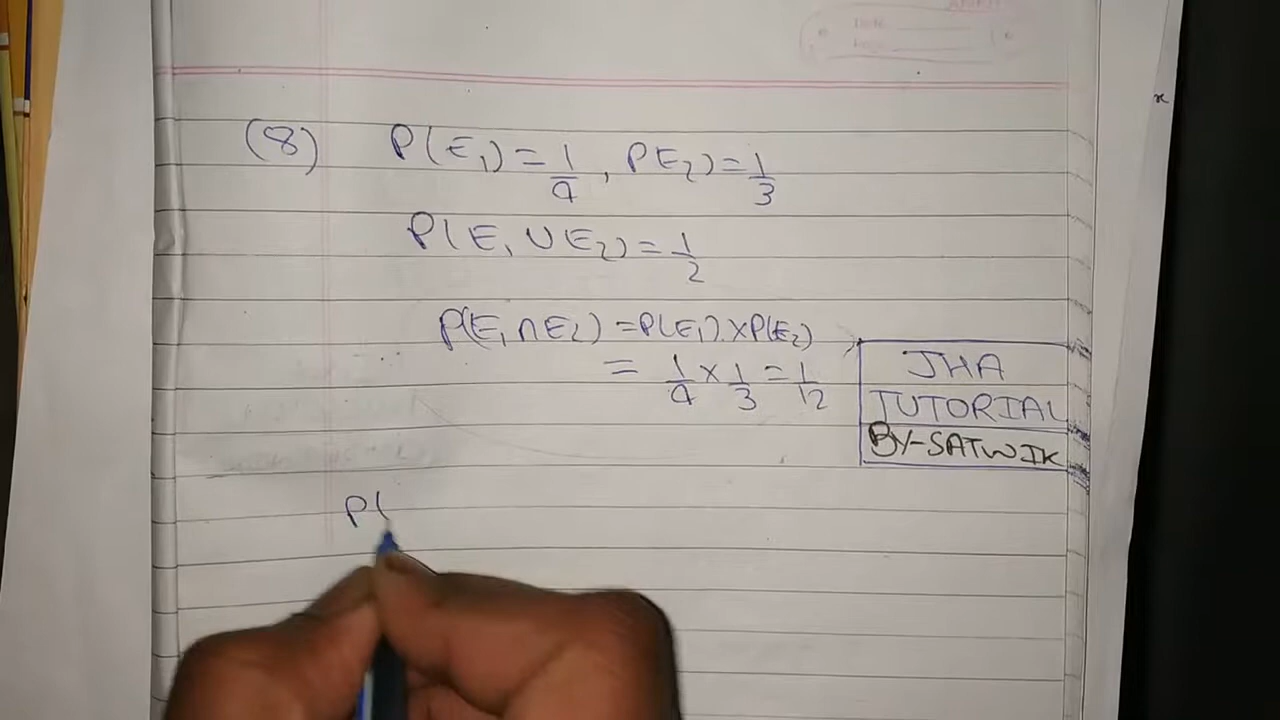 (8) P(E₁) = 1/4, PE₂) = 1/3
P(E₁ ∪ E₂) = 1/2
P(E₁ ∩ E₂) = P(E₁) . x P(E₂)
= 1/4 x 1/3 = 1/12
JHA
TUTORIAL
BY-SATWIK
P(